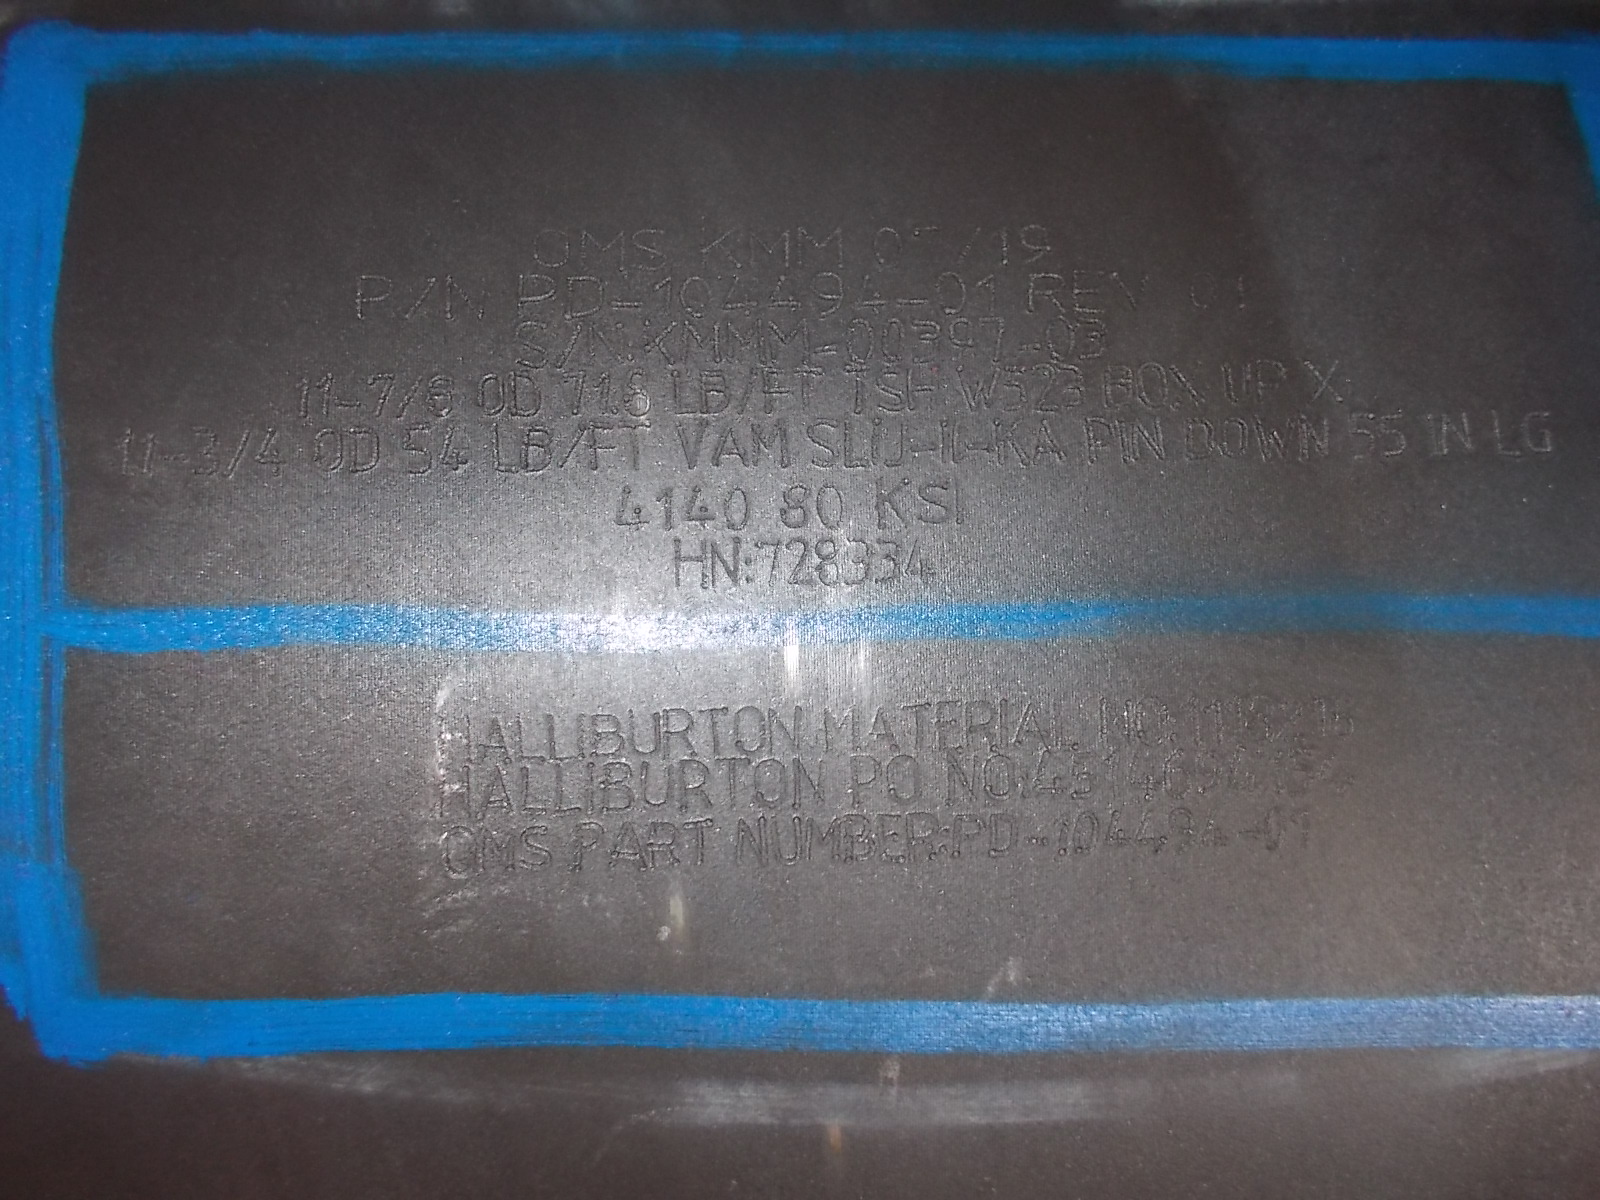 OMS KMM /19
P/N PD-104494-01 REV 01
S/N:KMMM-00397-03
11-7/8 OD 71.8 LB/FT TSH W523 BOX UP X
11-3/4 OD 54 LB/FT VAM SLIJ-II-KA PIN DOWN 55 IN LG
4140 80 KSI
HN:728334
HALLIBURTON MATERIAL NO:
HALLIBURTON PO NO:
OMS PART NUMBER:PD-104494-01